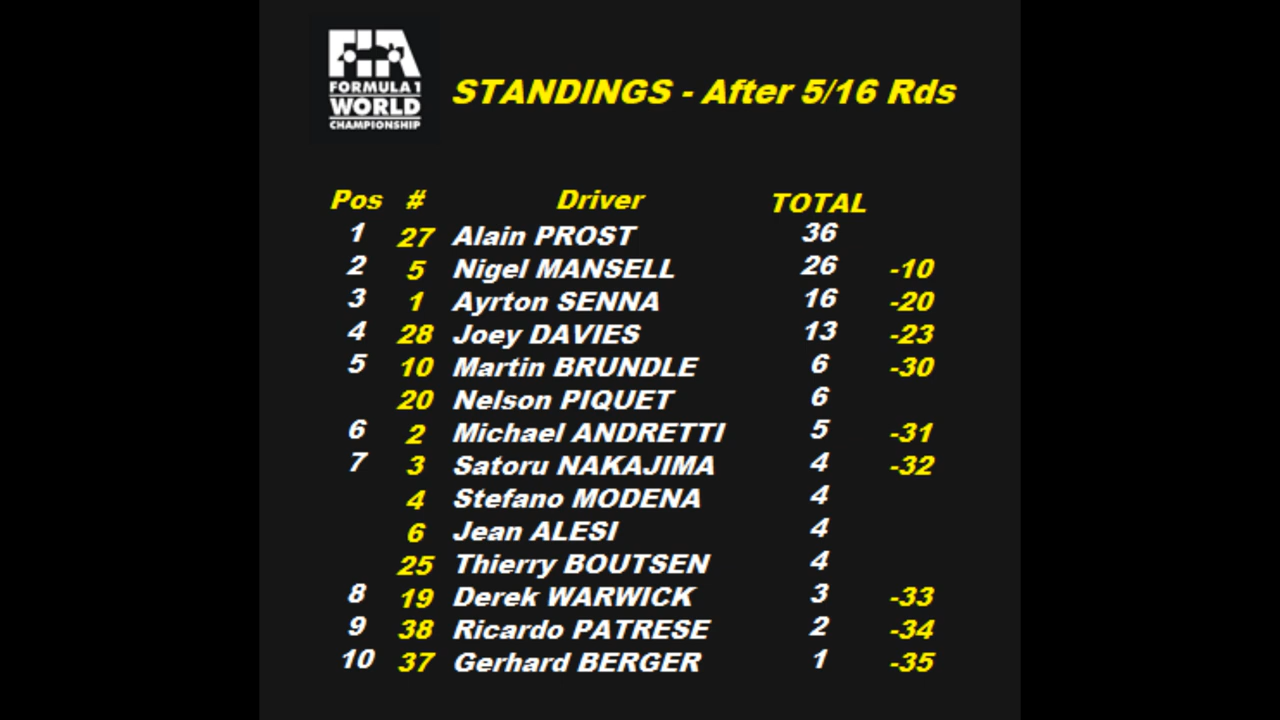 FIA
FORMULA 1
WORLD
CHAMPIONSHIP
STANDINGS - After 5/16 Rds
Pos # Driver TOTAL
1 27 Alain PROST 36
2 5 Nigel MANSELL 26 -10
3 1 Ayrton SENNA 16 -20
4 28 Joey DAVIES 13 -23
5 10 Martin BRUNDLE 6 -30
20 Nelson PIQUET 6
6 2 Michael ANDRETTI 5 -31
7 3 Satoru NAKAJIMA 4 -32
4 Stefano MODENA 4
6 Jean ALESI 4
25 Thierry BOUTSEN 4
8 19 Derek WARWICK 3 -33
9 38 Ricardo PATRESE 2 -34
10 37 Gerhard BERGER 1 -35